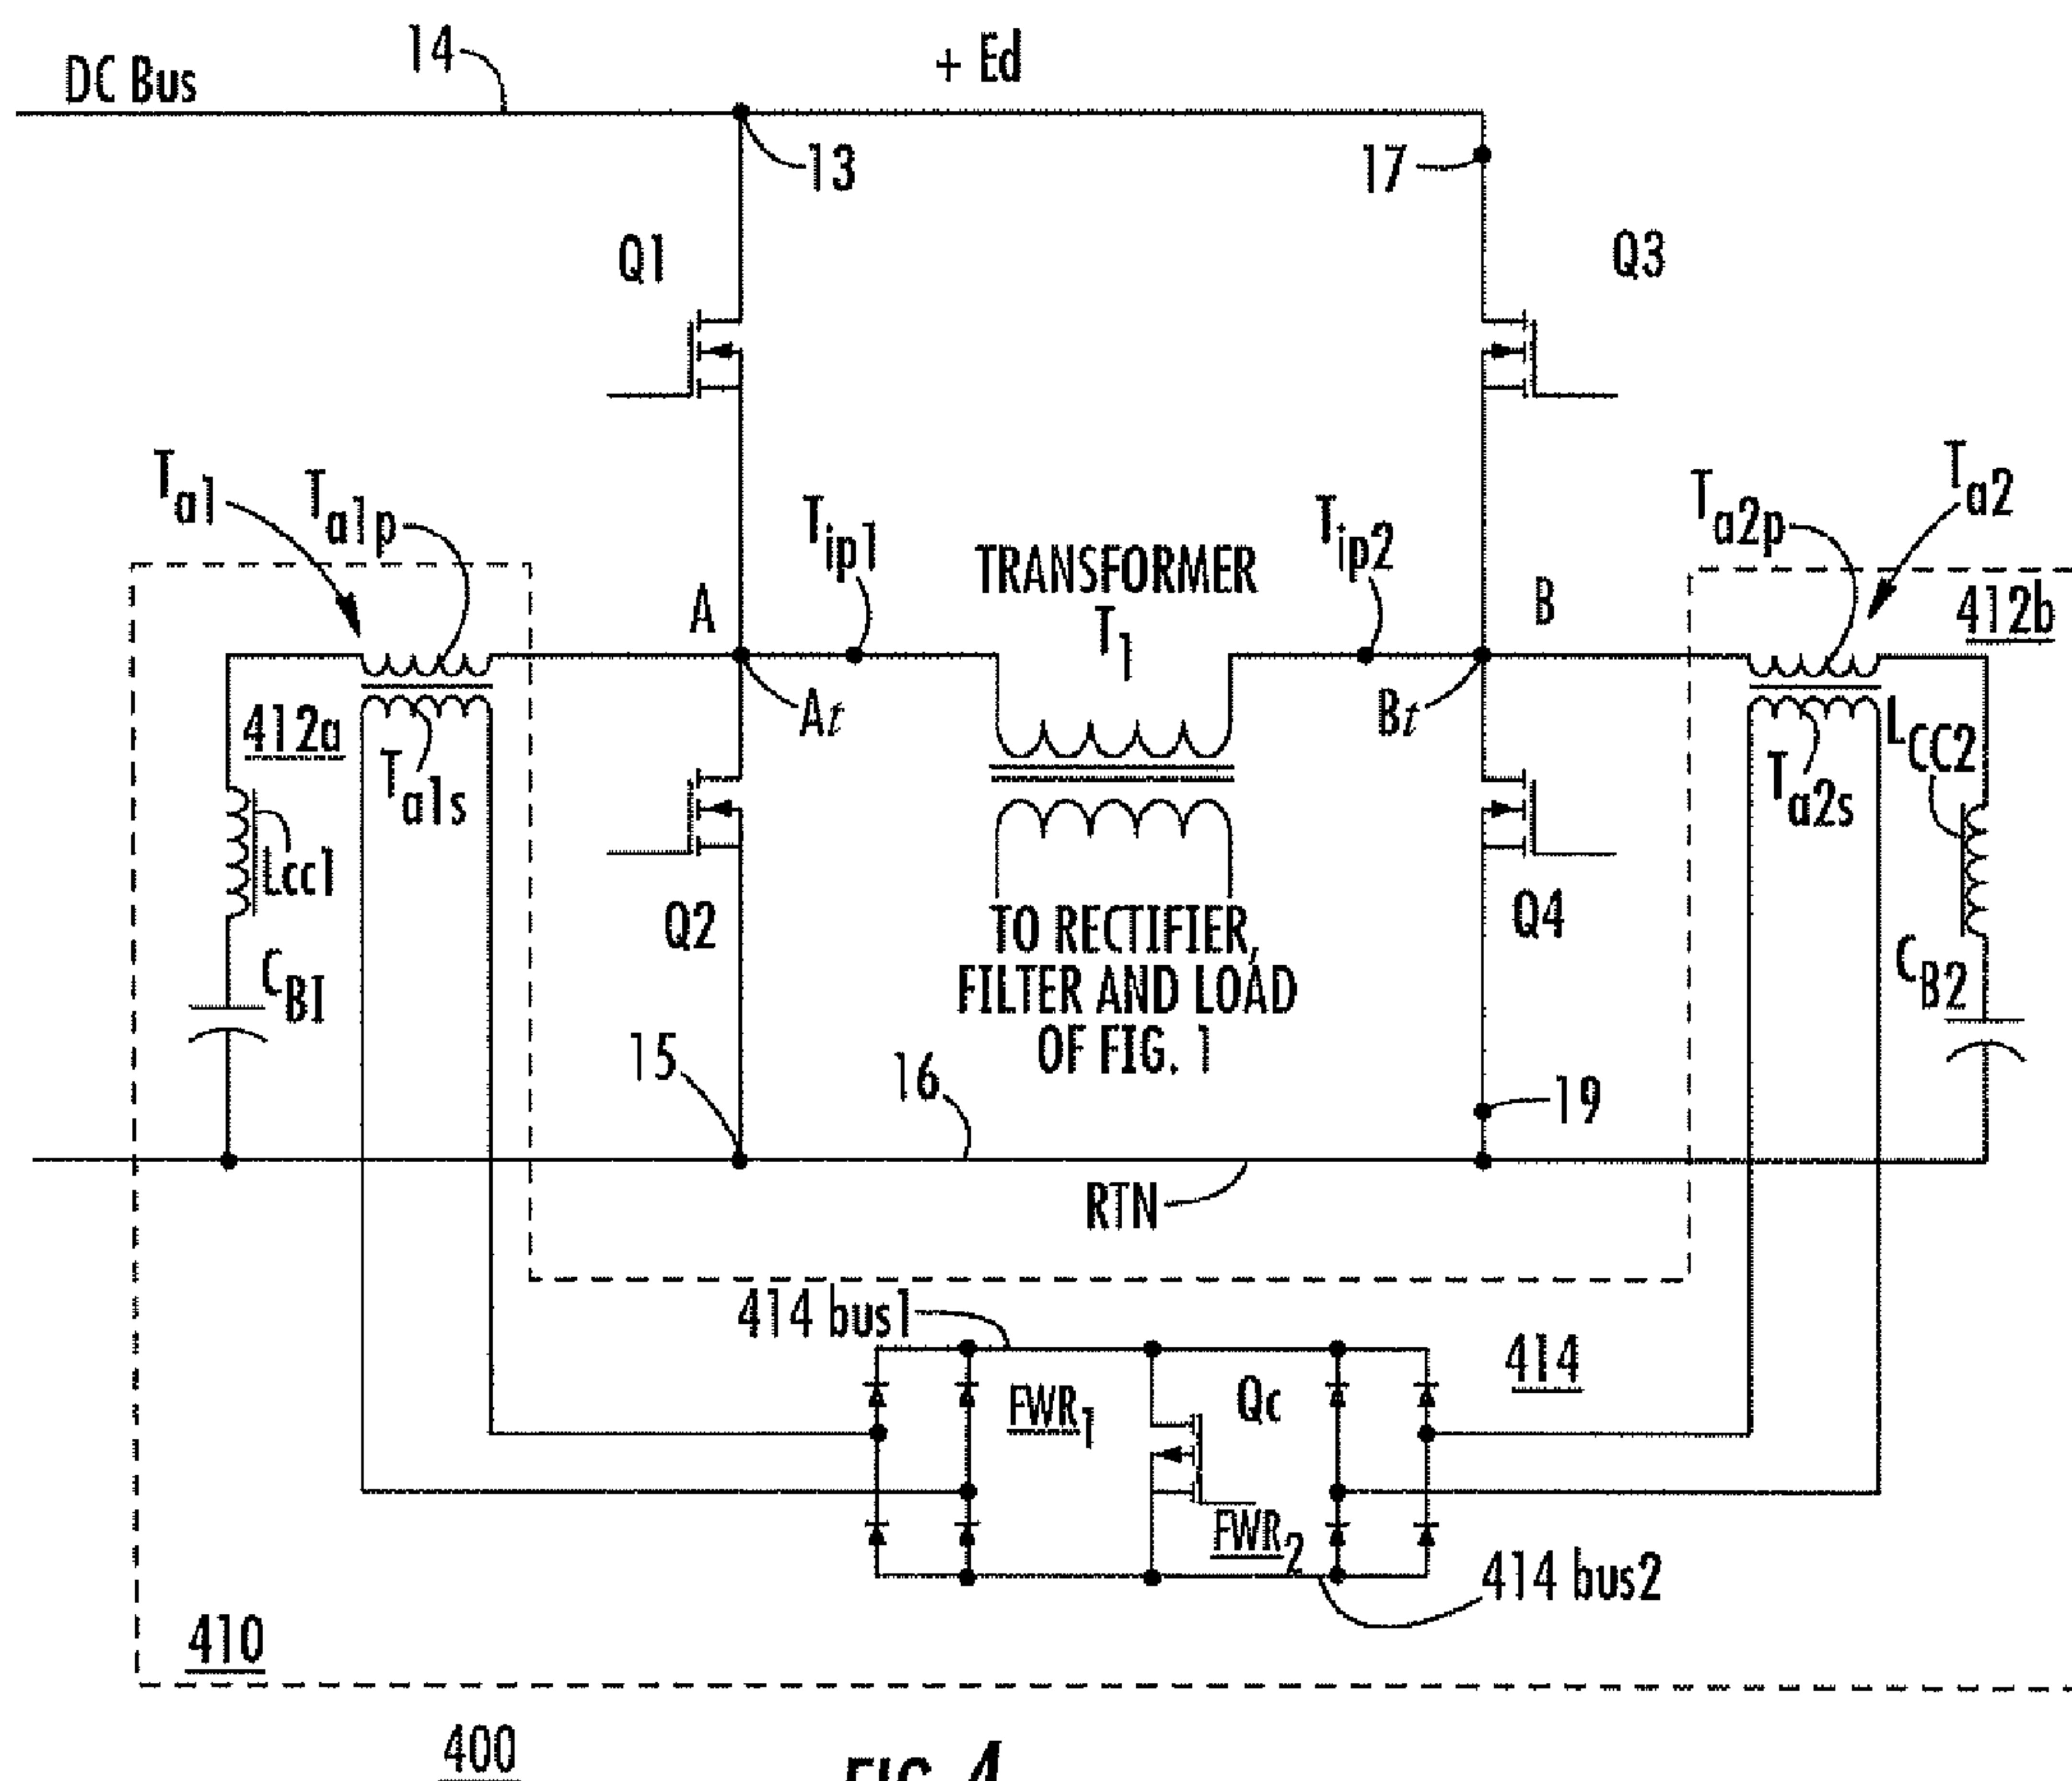 DC Bus
14
+ Ed
13
17
Q1
Q3
Ta1
Ta1p
Tip1
TRANSFORMER
T1
Tip2
Ta2p
Ta2
A
B
412b
At
Bt
412a
Ta1s
Lcc1
CB1
Q2
TO RECTIFIER,
FILTER AND LOAD
OF FIG. 1
Q4
LCC2
Ta2s
CB2
15
16
19
RTN
414 bus1
414
FWR1
Qc
FWR2
414 bus2
410
400
FIG. 4